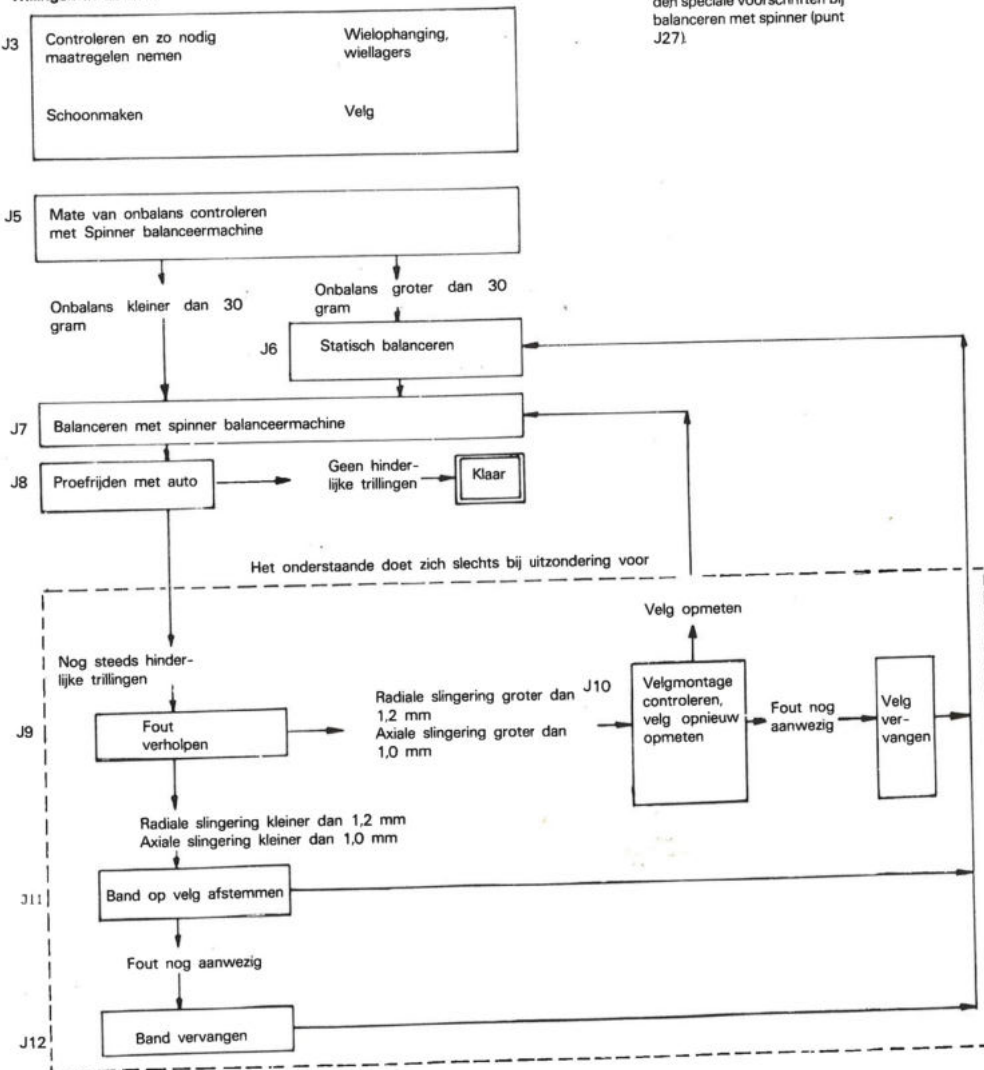 den speciale voorschriften bij
balanceren met spinner (punt
J27).
J3
Controleren en zo nodig
maatregelen nemen
Wielophanging,
wiellagers
Schoonmaken
Velg
J5
Mate van onbalans controleren
met Spinner balanceermachine
Onbalans kleiner dan 30
gram
Onbalans groter dan 30
gram
J6
Statisch balanceren
J7
Balanceren met spinner balanceermachine
J8
Proefrijden met auto
Geen hinder-
lijke trillingen
Klaar
Het onderstaande doet zich slechts bij uitzondering voor
Velg opmeten
Nog steeds hinder-
lijke trillingen
J9
Fout
verholpen
Radiale slingering groter dan
1,2 mm
Axiale slingering groter dan
1,0 mm
J10
Velgmontage
controleren,
velg opnieuw
opmeten
Fout nog
aanwezig
Velg
ver-
vangen
Radiale slingering kleiner dan 1,2 mm
Axiale slingering kleiner dan 1,0 mm
J11
Band op velg afstemmen
Fout nog aanwezig
J12
Band vervangen